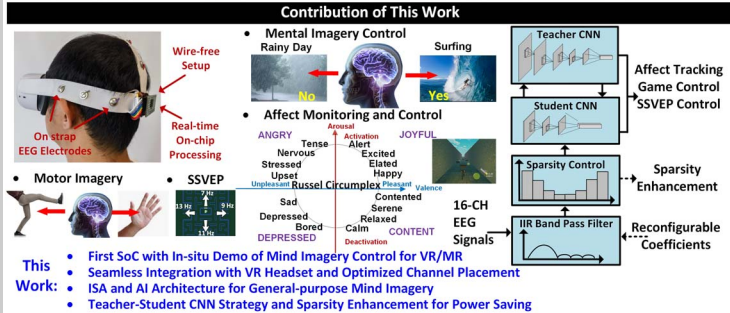 Contribution of This Work
Wire-free
Setup
On strap
EEG Electrodes
Real-time
On-chip
Processing
• Mental Imagery Control
Rainy Day
Surfing
No
Yes
• Affect Monitoring and Control
Arousal
Activation
ANGRY
JOYFUL
Tense
Alert
Nervous
Excited
Stressed
Elated
Upset
Happy
Unpleasant
Russel Circumplex
Pleasant
Valence
Sad
Contented
Serene
Depressed
Relaxed
Bored
Calm
DEPRESSED
CONTENT
Deactivation
• Motor Imagery
• SSVEP
7 Hz
13 Hz
9 Hz
11 Hz
Teacher CNN
Student CNN
Affect Tracking
Game Control
SSVEP Control
Sparsity Control
Sparsity
Enhancement
16-CH
EEG
Signals
IIR Band Pass Filter
Reconfigurable
Coefficients
This
Work:
• First SoC with In-situ Demo of Mind Imagery Control for VR/MR
• Seamless Integration with VR Headset and Optimized Channel Placement
• ISA and AI Architecture for General-purpose Mind Imagery
• Teacher-Student CNN Strategy and Sparsity Enhancement for Power Saving